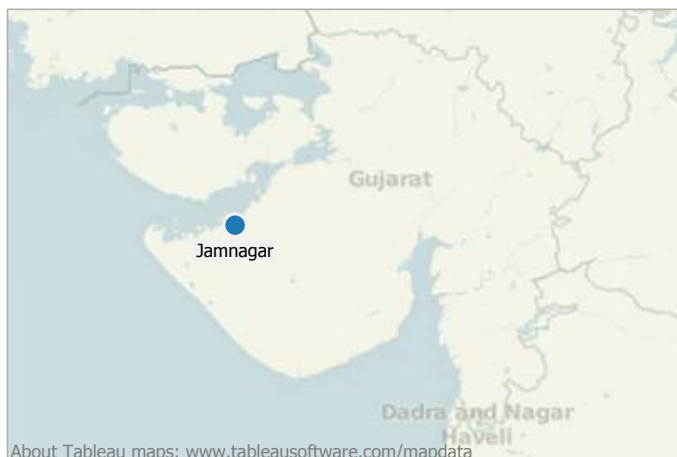 Gujarat
Jamnagar
Dadra and Nagar
Haveli
About Tableau maps: www.tableausoftware.com/mapdata